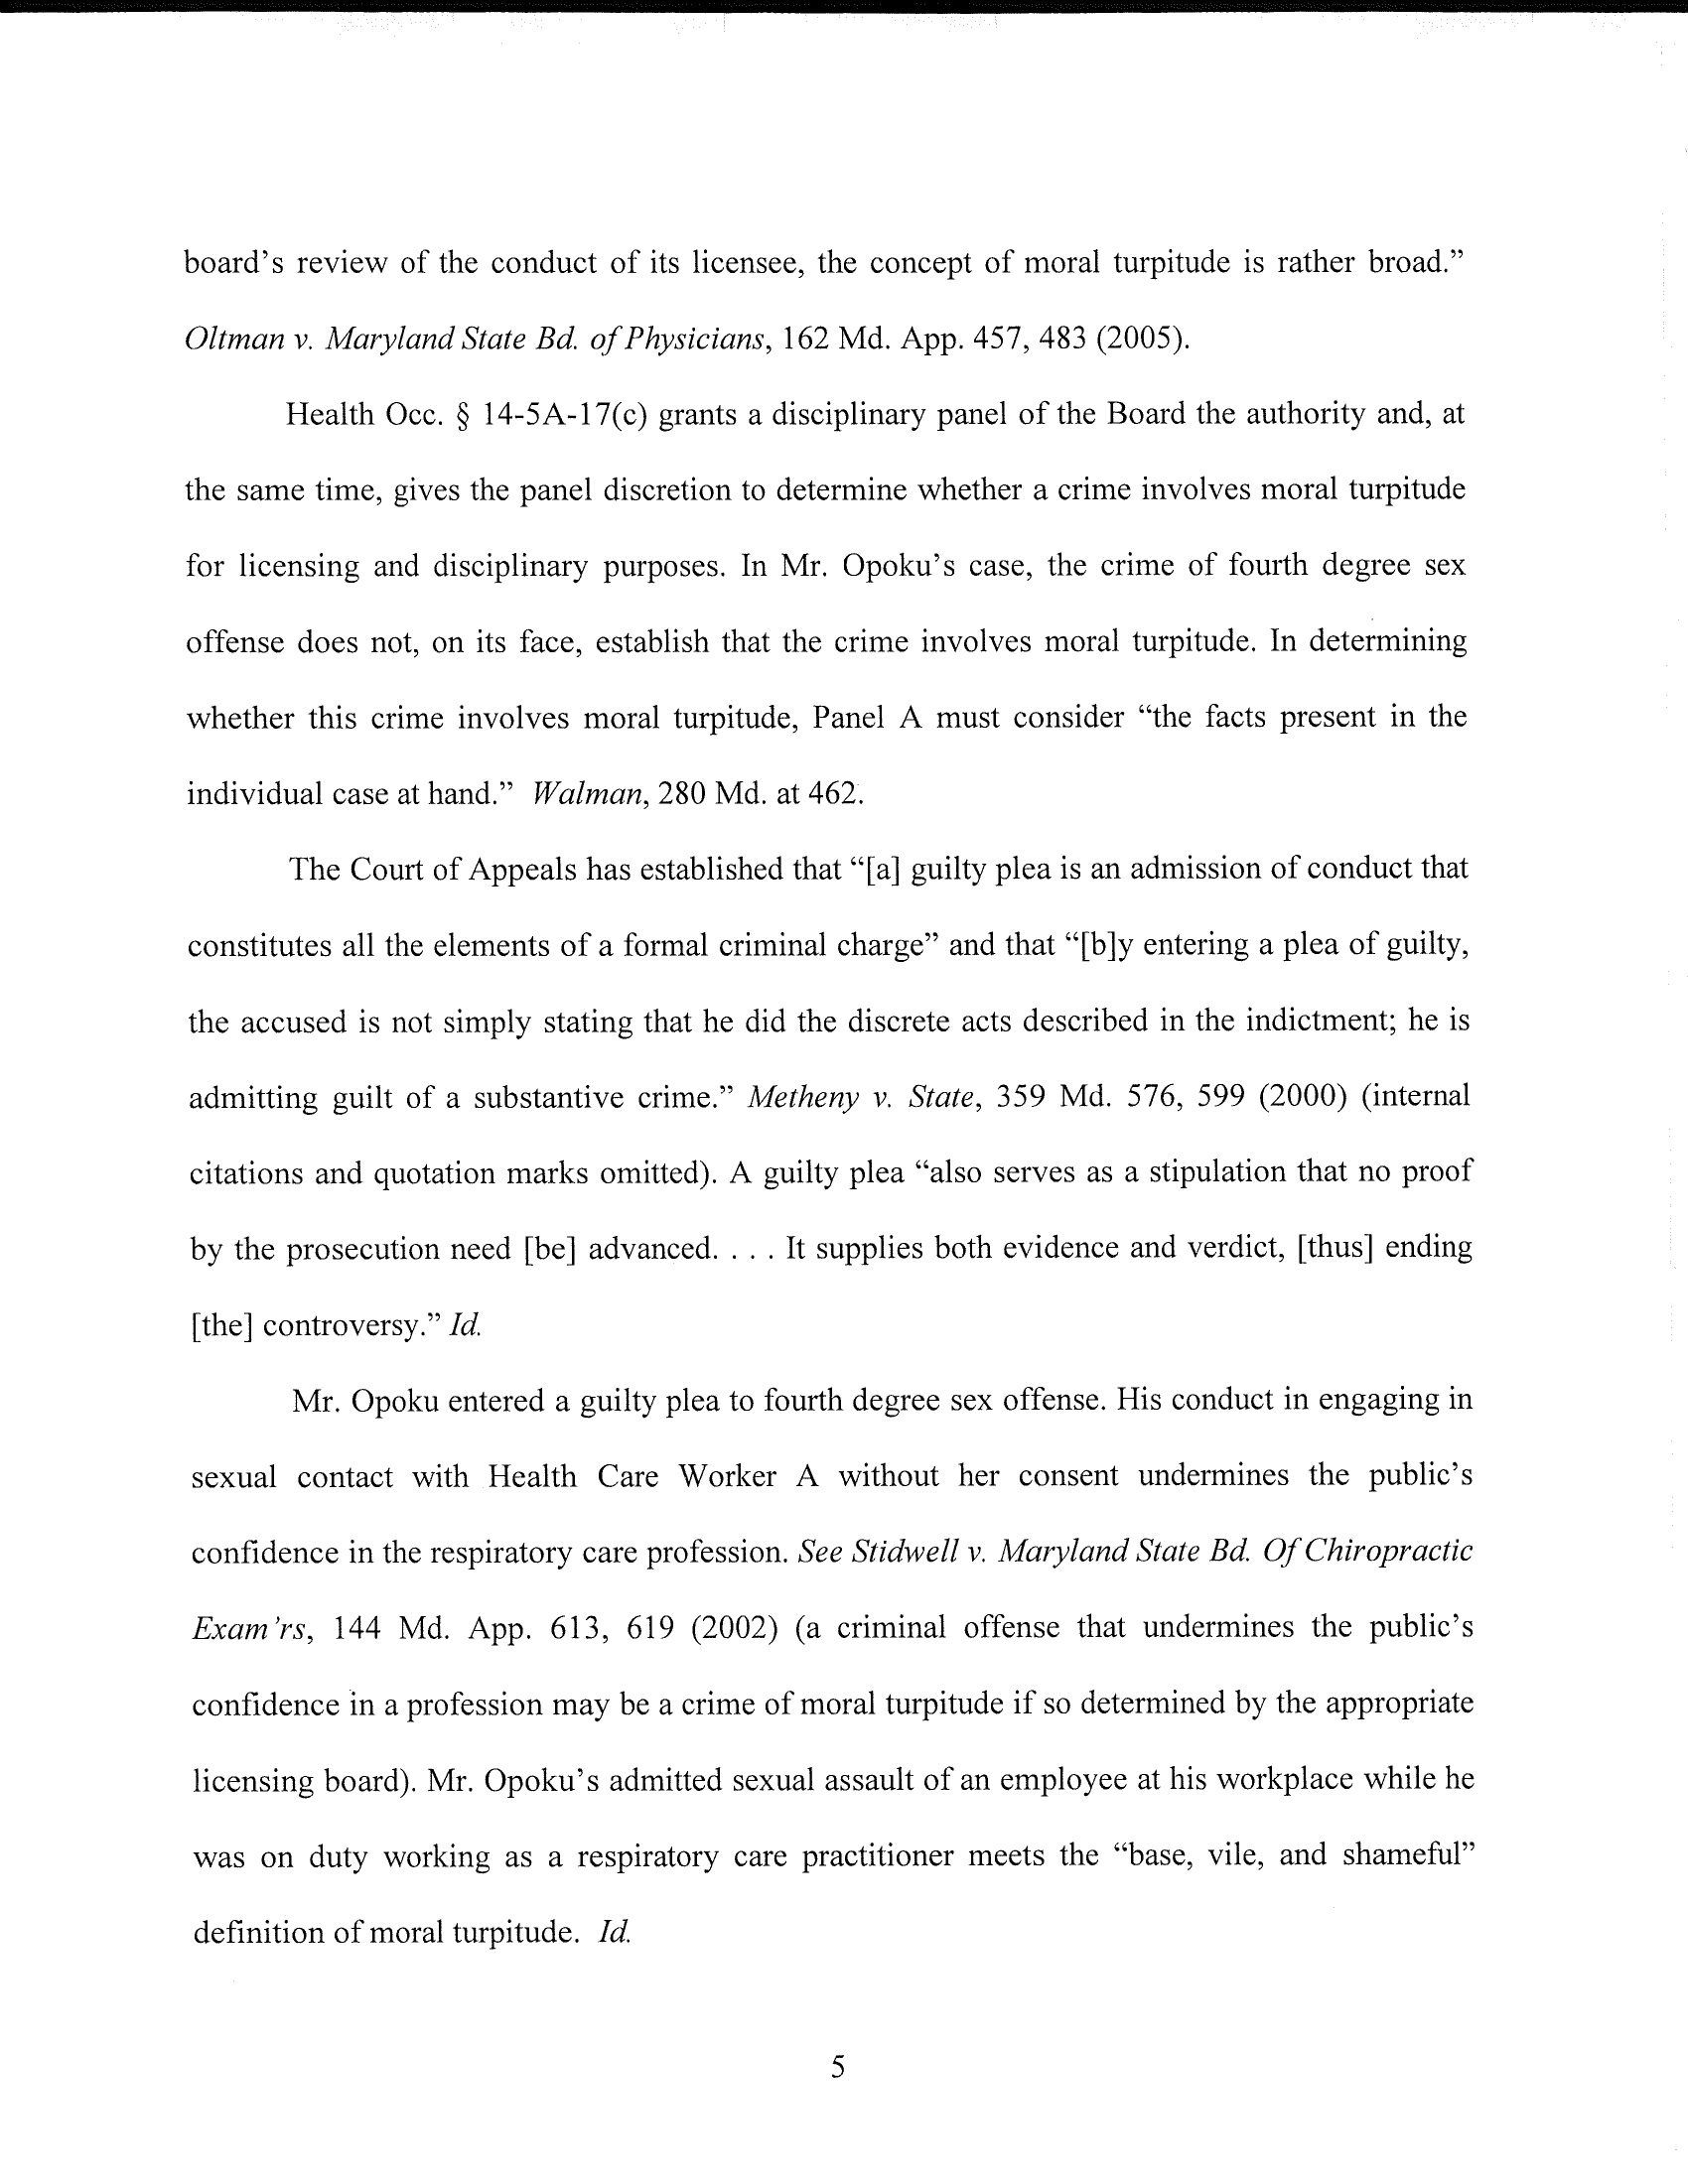 board’s review of the conduct of its licensee, the concept of moral turpitude is rather broad.”
Oltman v. Maryland State Bd. of Physicians, 162 Md. App. 457, 483 (2005).
Health Occ. § 14-5A-17(c) grants a disciplinary panel of the Board the authority and, at
the same time, gives the panel discretion to determine whether a crime involves moral turpitude
for licensing and disciplinary purposes. In Mr. Opoku’s case, the crime of fourth degree sex
offense does not, on its face, establish that the crime involves moral turpitude. In determining
whether this crime involves moral turpitude, Panel A must consider “the facts present in the
individual case at hand.” Walman, 280 Md. at 462.
The Court of Appeals has established that “[a] guilty plea is an admission of conduct that
constitutes all the elements of a formal criminal charge” and that “[b]y entering a plea of guilty,
the accused is not simply stating that he did the discrete acts described in the indictment; he is
admitting guilt of a substantive crime.” Metheny v. State, 359 Md. 576, 599 (2000) (internal
citations and quotation marks omitted). A guilty plea “also serves as a stipulation that no proof
by the prosecution need [be] advanced. . . . It supplies both evidence and verdict, [thus] ending
[the] controversy.” Id.
Mr. Opoku entered a guilty plea to fourth degree sex offense. His conduct in engaging in
sexual contact with Health Care Worker A without her consent undermines the public’s
confidence in the respiratory care profession. See Stidwell v. Maryland State Bd. Of Chiropractic
Exam’rs, 144 Md. App. 613, 619 (2002) (a criminal offense that undermines the public’s
confidence in a profession may be a crime of moral turpitude if so determined by the appropriate
licensing board). Mr. Opoku’s admitted sexual assault of an employee at his workplace while he
was on duty working as a respiratory care practitioner meets the “base, vile, and shameful”
definition of moral turpitude. Id.
5